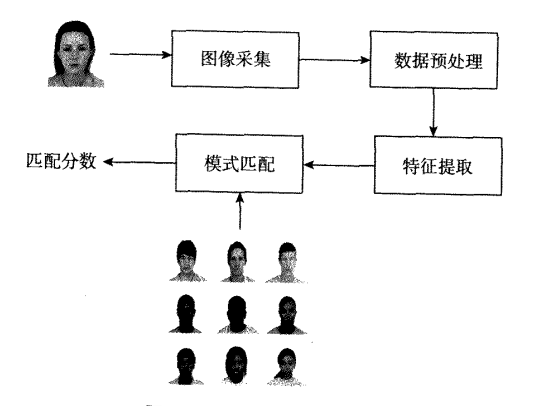 图像采集
数据预处理
匹配分数
模式匹配
特征提取